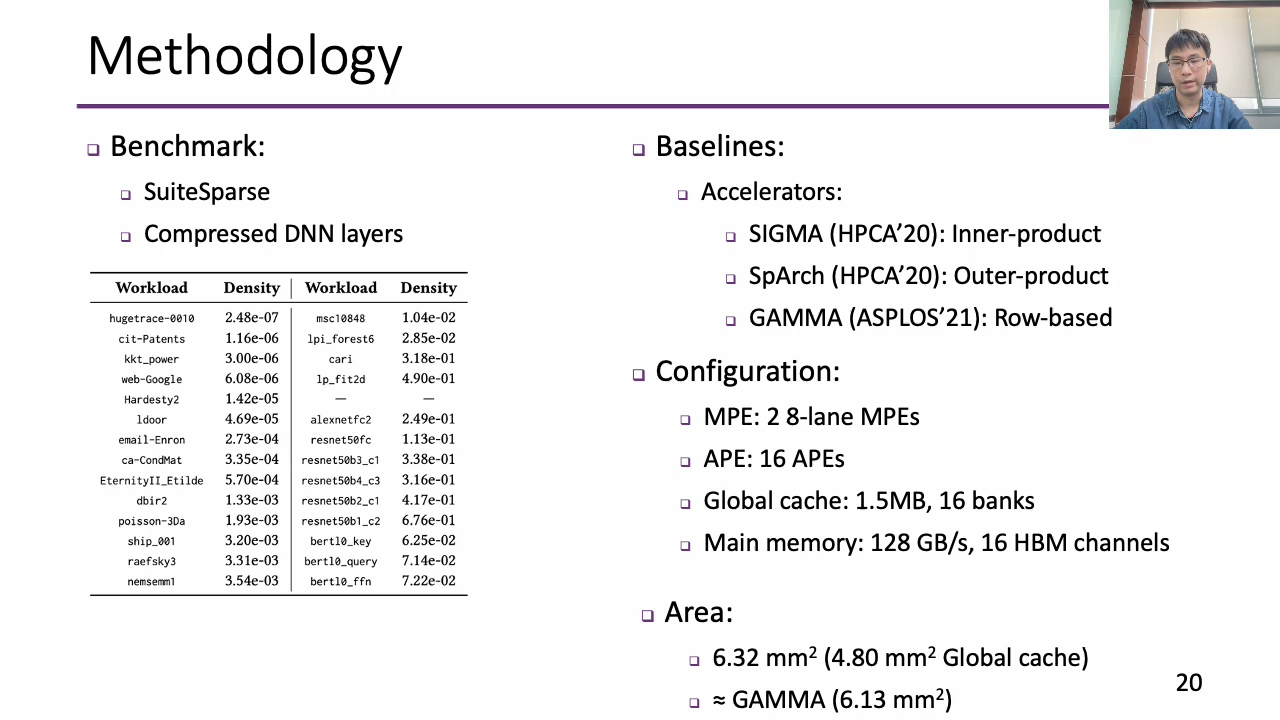 Methodology
Benchmark:
SuiteSparse
Compressed DNN layers
Workload Density Workload Density
hugetrace-0010 2.48e-07 msc10848 1.04e-02
cit-Patents 1.16e-06 lpi_forest6 2.85e-02
kkt_power 3.00e-06 cari 3.18e-01
web-Google 6.08e-06 lp_fit2d 4.90e-01
Hardesty2 1.42e-05 — —
ldoor 4.69e-05 alexnetfc2 2.49e-01
email-Enron 2.73e-04 resnet50fc 1.13e-01
ca-CondMat 3.35e-04 resnet50b3_c1 3.38e-01
EternityII_Etilde 5.70e-04 resnet50b4_c3 3.16e-01
dbir2 1.33e-03 resnet50b2_c1 4.17e-01
poisson-3Da 1.93e-03 resnet50b1_c2 6.76e-01
ship_001 3.20e-03 bertl0_key 6.25e-02
raefsky3 3.31e-03 bertl0_query 7.14e-02
nemsemm1 3.54e-03 bertl0_ffn 7.22e-02
Baselines:
Accelerators:
SIGMA (HPCA’20): Inner-product
SpArch (HPCA’20): Outer-product
GAMMA (ASPLOS’21): Row-based
Configuration:
MPE: 2 8-lane MPEs
APE: 16 APEs
Global cache: 1.5MB, 16 banks
Main memory: 128 GB/s, 16 HBM channels
Area:
6.32 mm² (4.80 mm² Global cache)
≈ GAMMA (6.13 mm²)
20